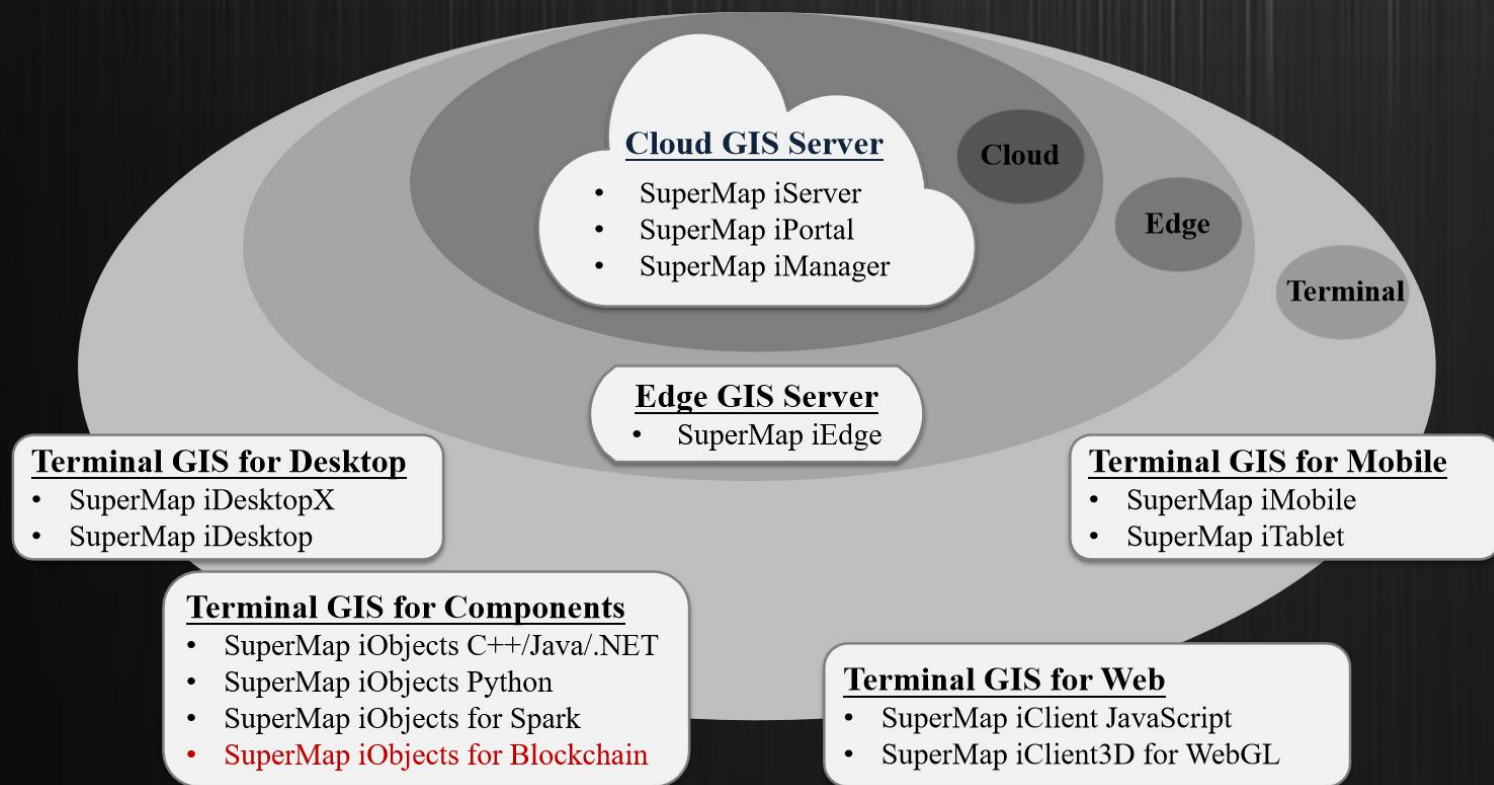 Cloud GIS Server
• SuperMap iServer
• SuperMap iPortal
• SuperMap iManager
Cloud
Edge
Terminal
Edge GIS Server
• SuperMap iEdge
Terminal GIS for Desktop
• SuperMap iDesktopX
• SuperMap iDesktop
Terminal GIS for Mobile
• SuperMap iMobile
• SuperMap iTablet
Terminal GIS for Components
• SuperMap iObjects C++/Java/.NET
• SuperMap iObjects Python
• SuperMap iObjects for Spark
• SuperMap iObjects for Blockchain
Terminal GIS for Web
• SuperMap iClient JavaScript
• SuperMap iClient3D for WebGL